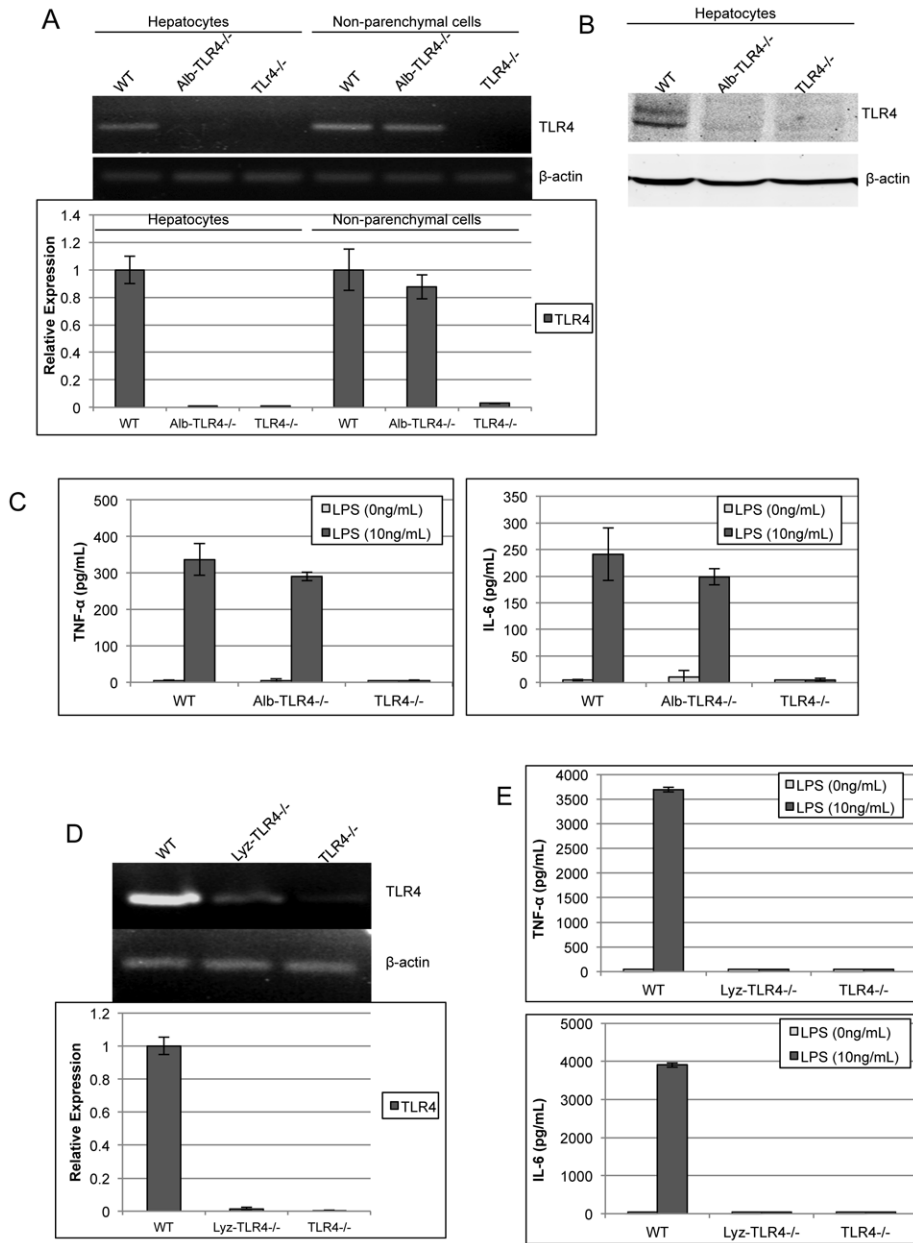 A
Hepatocytes Non-parenchymal cells
WT Alb-TLR4-/- TLr4-/- WT Alb-TLR4-/- TLR4-/-
TLR4
β-actin
Hepatocytes Non-parenchymal cells
Relative Expression
1.4
1.2
1
0.8
0.6
0.4
0.2
0
WT Alb-TLR4-/- TLR4-/- WT Alb-TLR4-/- TLR4-/-
TLR4
B
Hepatocytes
WT Alb-TLR4-/- TLR4-/-
TLR4
β-actin
C
TNF-α (pg/mL)
500
400
300
200
100
0
LPS (0ng/mL)
LPS (10ng/mL)
WT Alb-TLR4-/- TLR4-/-
IL-6 (pg/mL)
350
300
250
200
150
100
50
0
LPS (0ng/mL)
LPS (10ng/mL)
WT Alb-TLR4-/- TLR4-/-
D
WT Lyz-TLR4-/- TLR4-/-
TLR4
β-actin
Relative Expression
1.2
1
0.8
0.6
0.4
0.2
0
WT Lyz-TLR4-/- TLR4-/-
TLR4
E
TNF-α (pg/mL)
4000
3500
3000
2500
2000
1500
1000
500
0
LPS (0ng/mL)
LPS (10ng/mL)
WT Lyz-TLR4-/- TLR4-/-
IL-6 (pg/mL)
5000
4000
3000
2000
1000
0
LPS (0ng/mL)
LPS (10ng/mL)
WT Lyz-TLR4-/- TLR4-/-